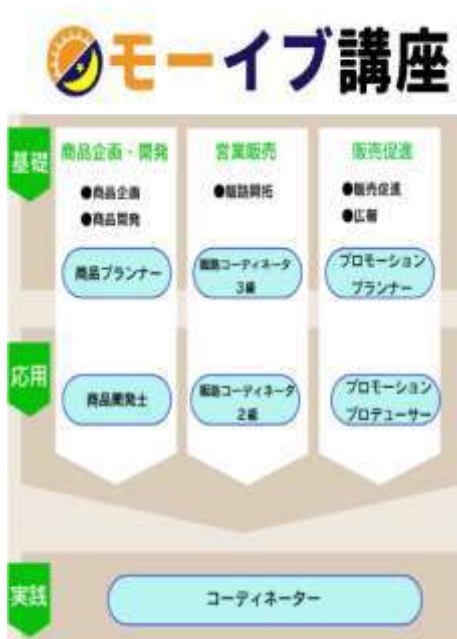 モーイブ講座
基礎
商品企画・開発
●商品企画
●商品開発
商品プランナー
営業販売
●販路開拓
販路コーディネータ
3級
販売促進
●販売促進
●広報
プロモーション
プランナー
応用
商品開発士
販路コーディネータ
2級
プロモーション
プロデューサー
実践
コーディネーター